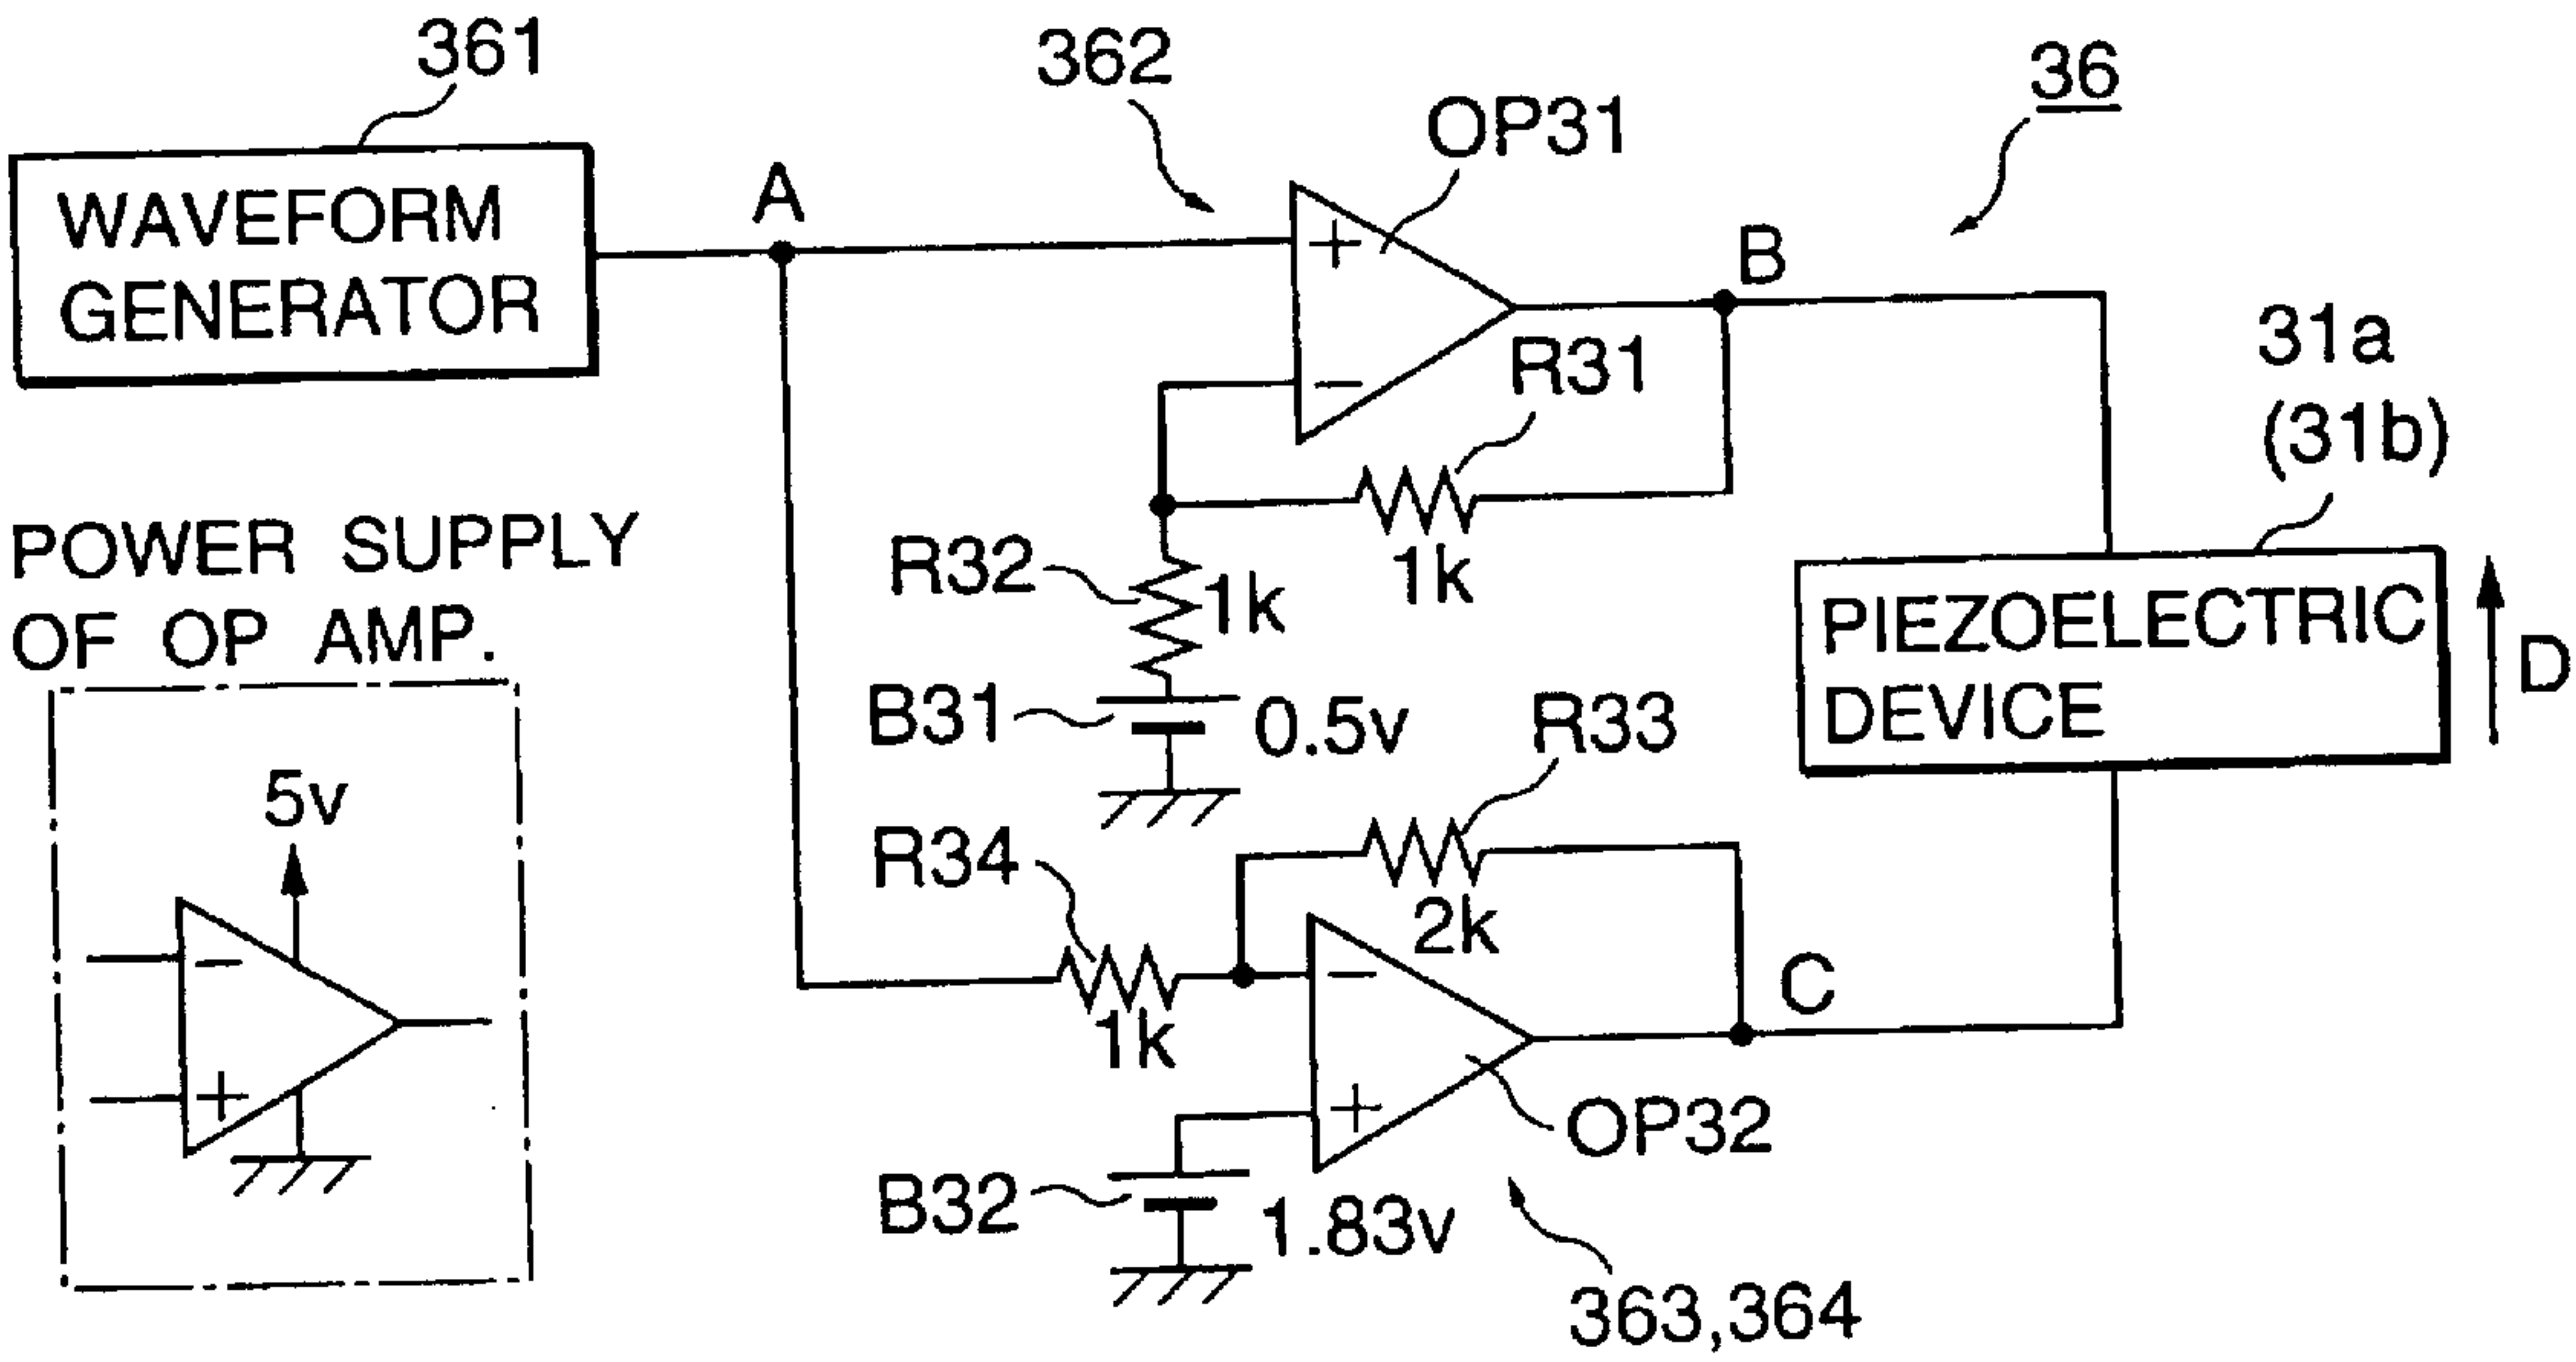 361
362
36
OP31
WAVEFORM
GENERATOR
A
+
−
B
R31
1k
31a
(31b)
R32
1k
B31
0.5v
PIEZOELECTRIC
DEVICE
D
POWER SUPPLY
OF OP AMP.
5v
−
+
R33
2k
R34
1k
−
+
C
OP32
B32
1.83v
363,364